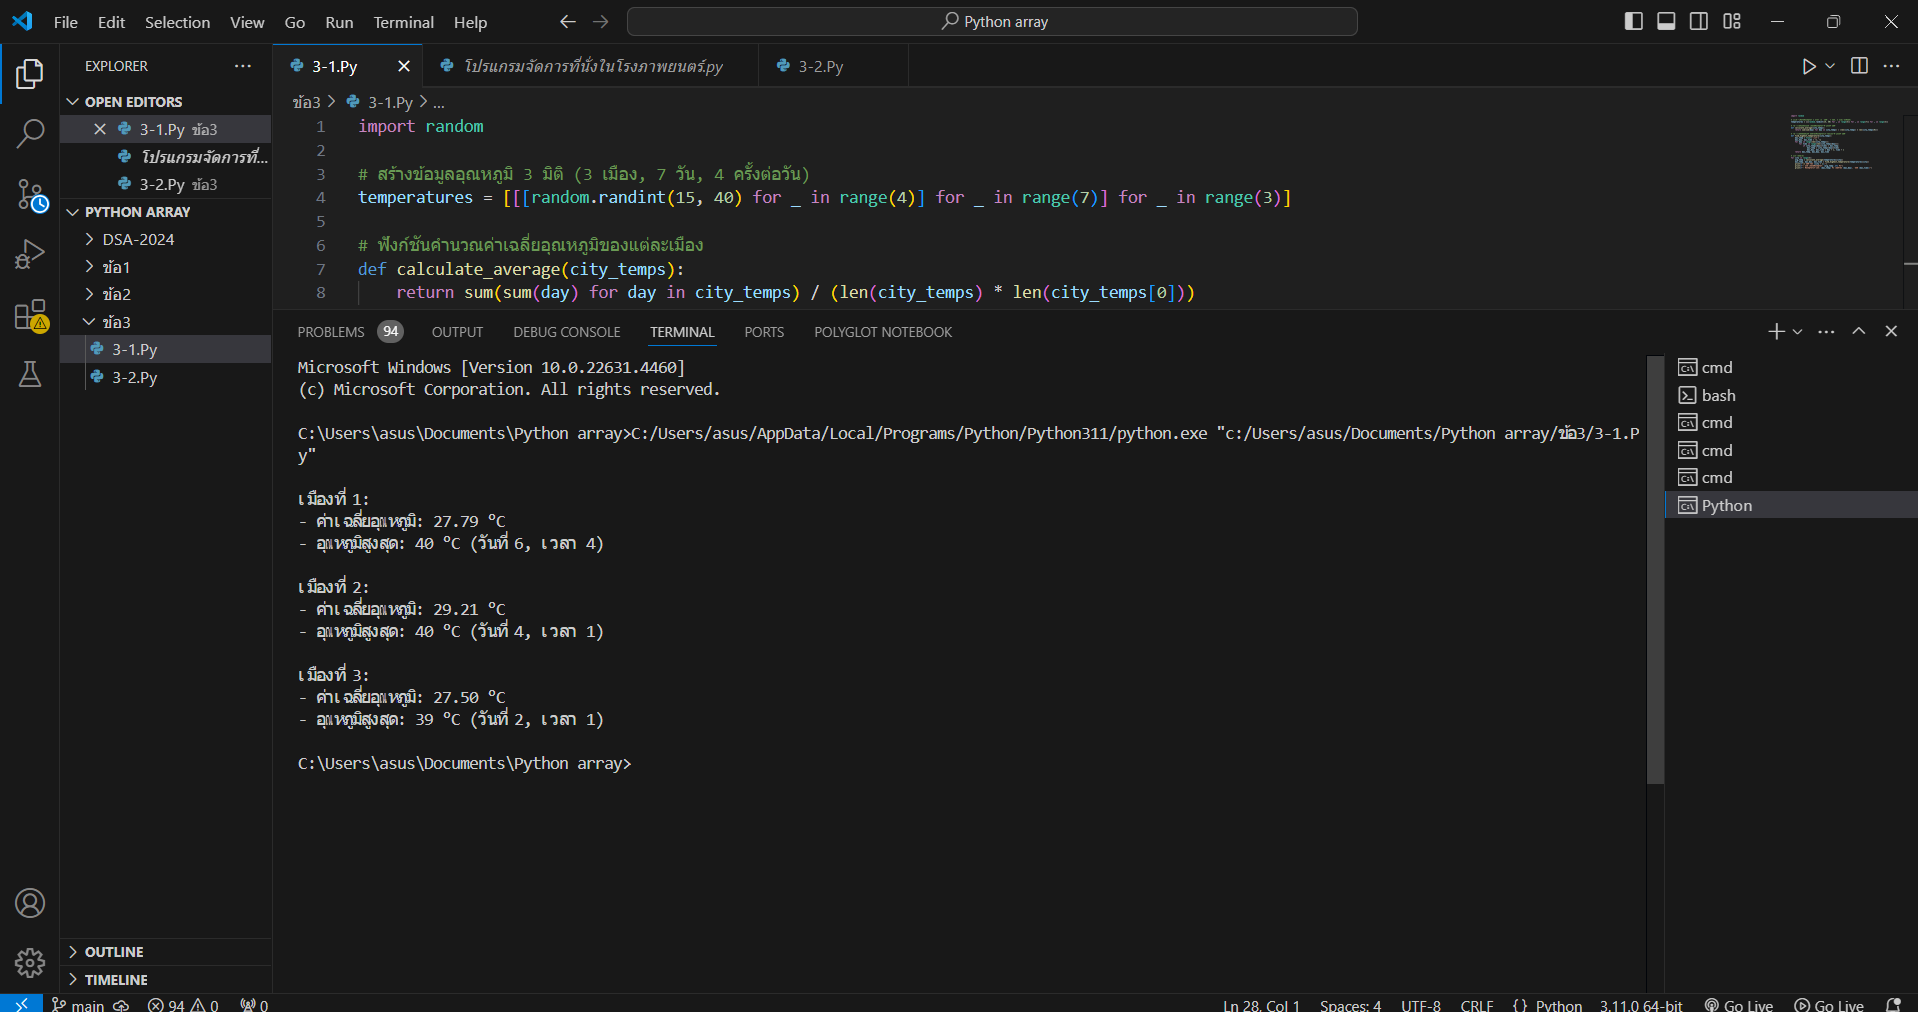 File Edit Selection View Go Run Terminal Help
Python array
EXPLORER
OPEN EDITORS
3-1.Py ข้อ3
โปรแกรมจัดการที่...
3-2.Py ข้อ3
PYTHON ARRAY
DSA-2024
ข้อ1
ข้อ2
ข้อ3
3-1.Py
3-2.Py
OUTLINE
TIMELINE
3-1.Py โปรแกรมจัดการที่นั่งในโรงภาพยนตร์.py 3-2.Py
ข้อ3 > 3-1.Py > ...
1 import random
2
3 # สร้างข้อมูลอุณหภูมิ 3 มิติ (3 เมือง, 7 วัน, 4 ครั้งต่อวัน)
4 temperatures = [[[random.randint(15, 40) for _ in range(4)] for _ in range(7)] for _ in range(3)]
5
6 # ฟังก์ชันคำนวณค่าเฉลี่ยอุณหภูมิของแต่ละเมือง
7 def calculate_average(city_temps):
8 return sum(sum(day) for day in city_temps) / (len(city_temps) * len(city_temps[0]))
PROBLEMS 94 OUTPUT DEBUG CONSOLE TERMINAL PORTS POLYGLOT NOTEBOOK
Microsoft Windows [Version 10.0.22631.4460]
(c) Microsoft Corporation. All rights reserved.
C:\Users\asus\Documents\Python array>C:/Users/asus/AppData/Local/Programs/Python/Python311/python.exe "c:/Users/asus/Documents/Python array/ข้อ3/3-1.P
y"
เมืองที่ 1:
- ค่าเฉลี่ยอุณหภูมิ: 27.79 °C
- อุณหภูมิสูงสุด: 40 °C (วันที่ 6, เวลา 4)
เมืองที่ 2:
- ค่าเฉลี่ยอุณหภูมิ: 29.21 °C
- อุณหภูมิสูงสุด: 40 °C (วันที่ 4, เวลา 1)
เมืองที่ 3:
- ค่าเฉลี่ยอุณหภูมิ: 27.50 °C
- อุณหภูมิสูงสุด: 39 °C (วันที่ 2, เวลา 1)
C:\Users\asus\Documents\Python array>
cmd
bash
cmd
cmd
cmd
Python
main 94 0 0 Ln 28, Col 1 Spaces: 4 UTF-8 CRLF {} Python 3.11.0 64-bit Go Live Go Live